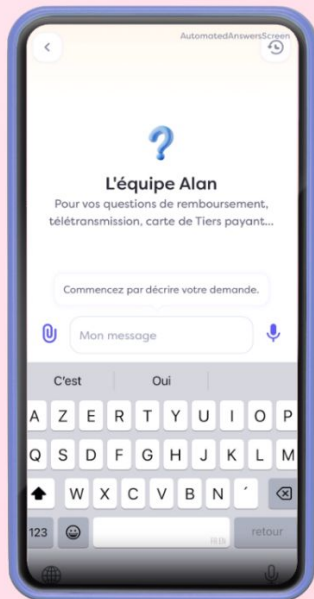 AutomatedAnswersScreen
?
L'équipe Alan
Pour vos questions de remboursement,
télétransmission, carte de Tiers payant...
Commencez par décrire votre demande.
Mon message
C'est Oui
A Z E R T Y U I O P
Q S D F G H J K L M
W X C V B N ´
123 retour